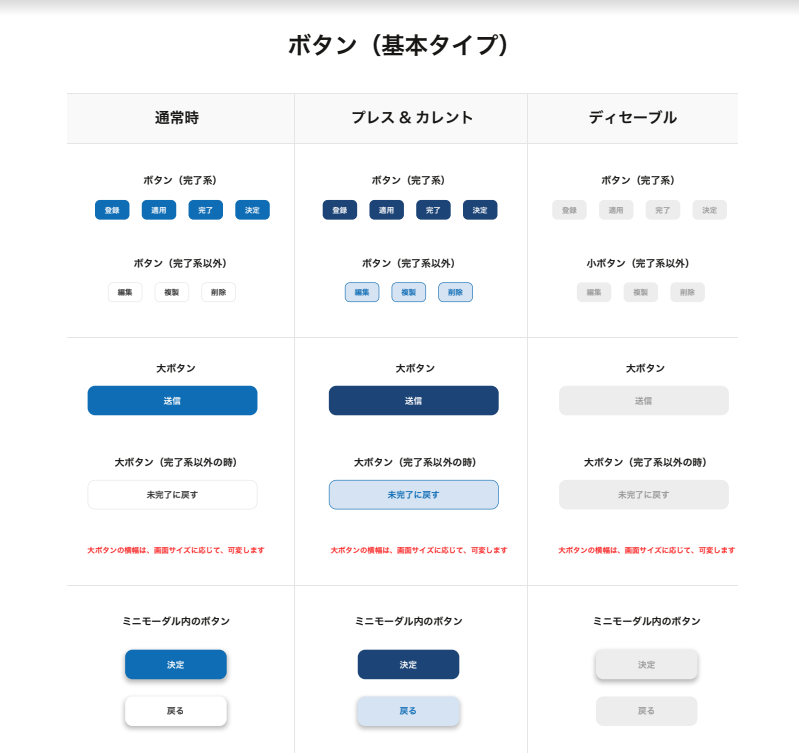 ボタン（基本タイプ）
通常時 プレス & カレント ディセーブル
ボタン（完了系） ボタン（完了系） ボタン（完了系）
登録 適用 完了 決定 登録 適用 完了 決定 登録 適用 完了 決定
ボタン（完了系以外） ボタン（完了系以外） 小ボタン（完了系以外）
編集 複製 削除 編集 複製 削除 編集 複製 削除
大ボタン 大ボタン 大ボタン
送信 送信 送信
大ボタン（完了系以外の時） 大ボタン（完了系以外の時） 大ボタン（完了系以外の時）
未完了に戻す 未完了に戻す 未完了に戻す
大ボタンの横幅は、画面サイズに応じて、可変します 大ボタンの横幅は、画面サイズに応じて、可変します 大ボタンの横幅は、画面サイズに応じて、可変します
ミニモーダル内のボタン ミニモーダル内のボタン ミニモーダル内のボタン
決定 決定 決定
戻る 戻る 戻る